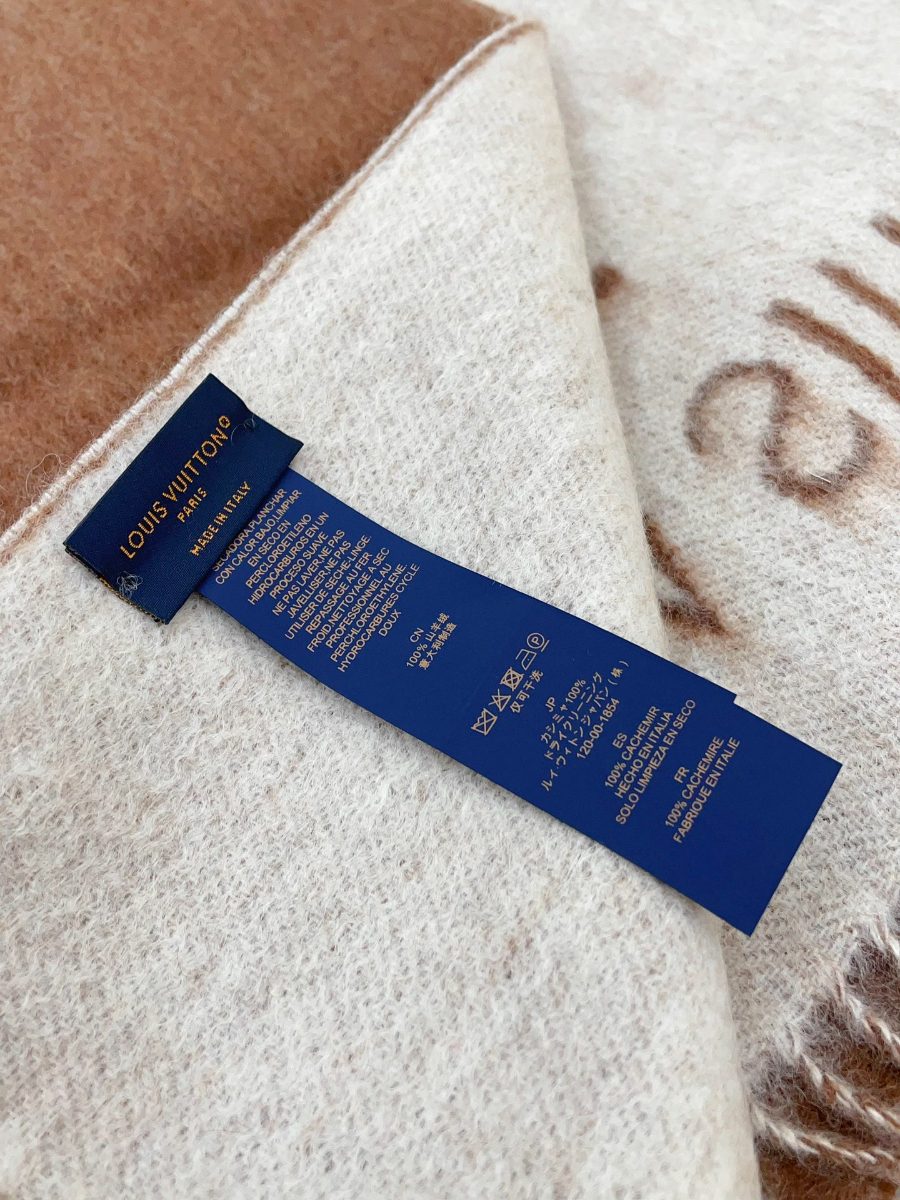 LOUIS VUITTON
PARIS
MADE IN ITALY
SECADORA.PLANCHAR
CON CALOR BAJO.LIMPIAR
EN SECO EN
PERCLOROETILENO
HIDROCARBUROS EN UN
PROCESO SUAVE
NE PAS LAVER.NE PAS
JAVELLISER.NE PAS
UTILISER DE SECHE-LINGE.
REPASSAGE AU FER
FROID.NETTOYAGE A SEC
PROFESSIONNEL AU
PERCHLOROETHYLENE,
HYDROCARBURES CYCLE
DOUX
CN
100% 山羊绒
意大利制造
仅可干洗
JP
カシミヤ100%
ドライクリーニング
ルイ・ウィトンジャパン(株)
120-00-1854
ES
100% CACHEMIR
HECHO EN ITALIA
SOLO LIMPIEZA EN SECO
FR
100% CACHEMIRE
FABRIQUE EN ITALIE